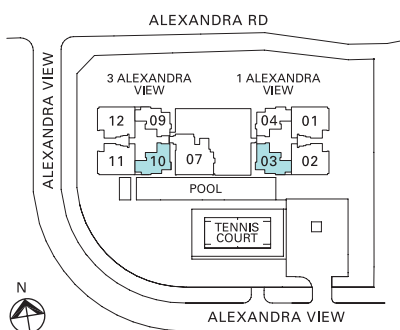 ALEXANDRA RD
ALEXANDRA VIEW
3 ALEXANDRA
VIEW
1 ALEXANDRA
VIEW
12
09
04
01
11
10
07
03
02
POOL
TENNIS
COURT
N
ALEXANDRA VIEW